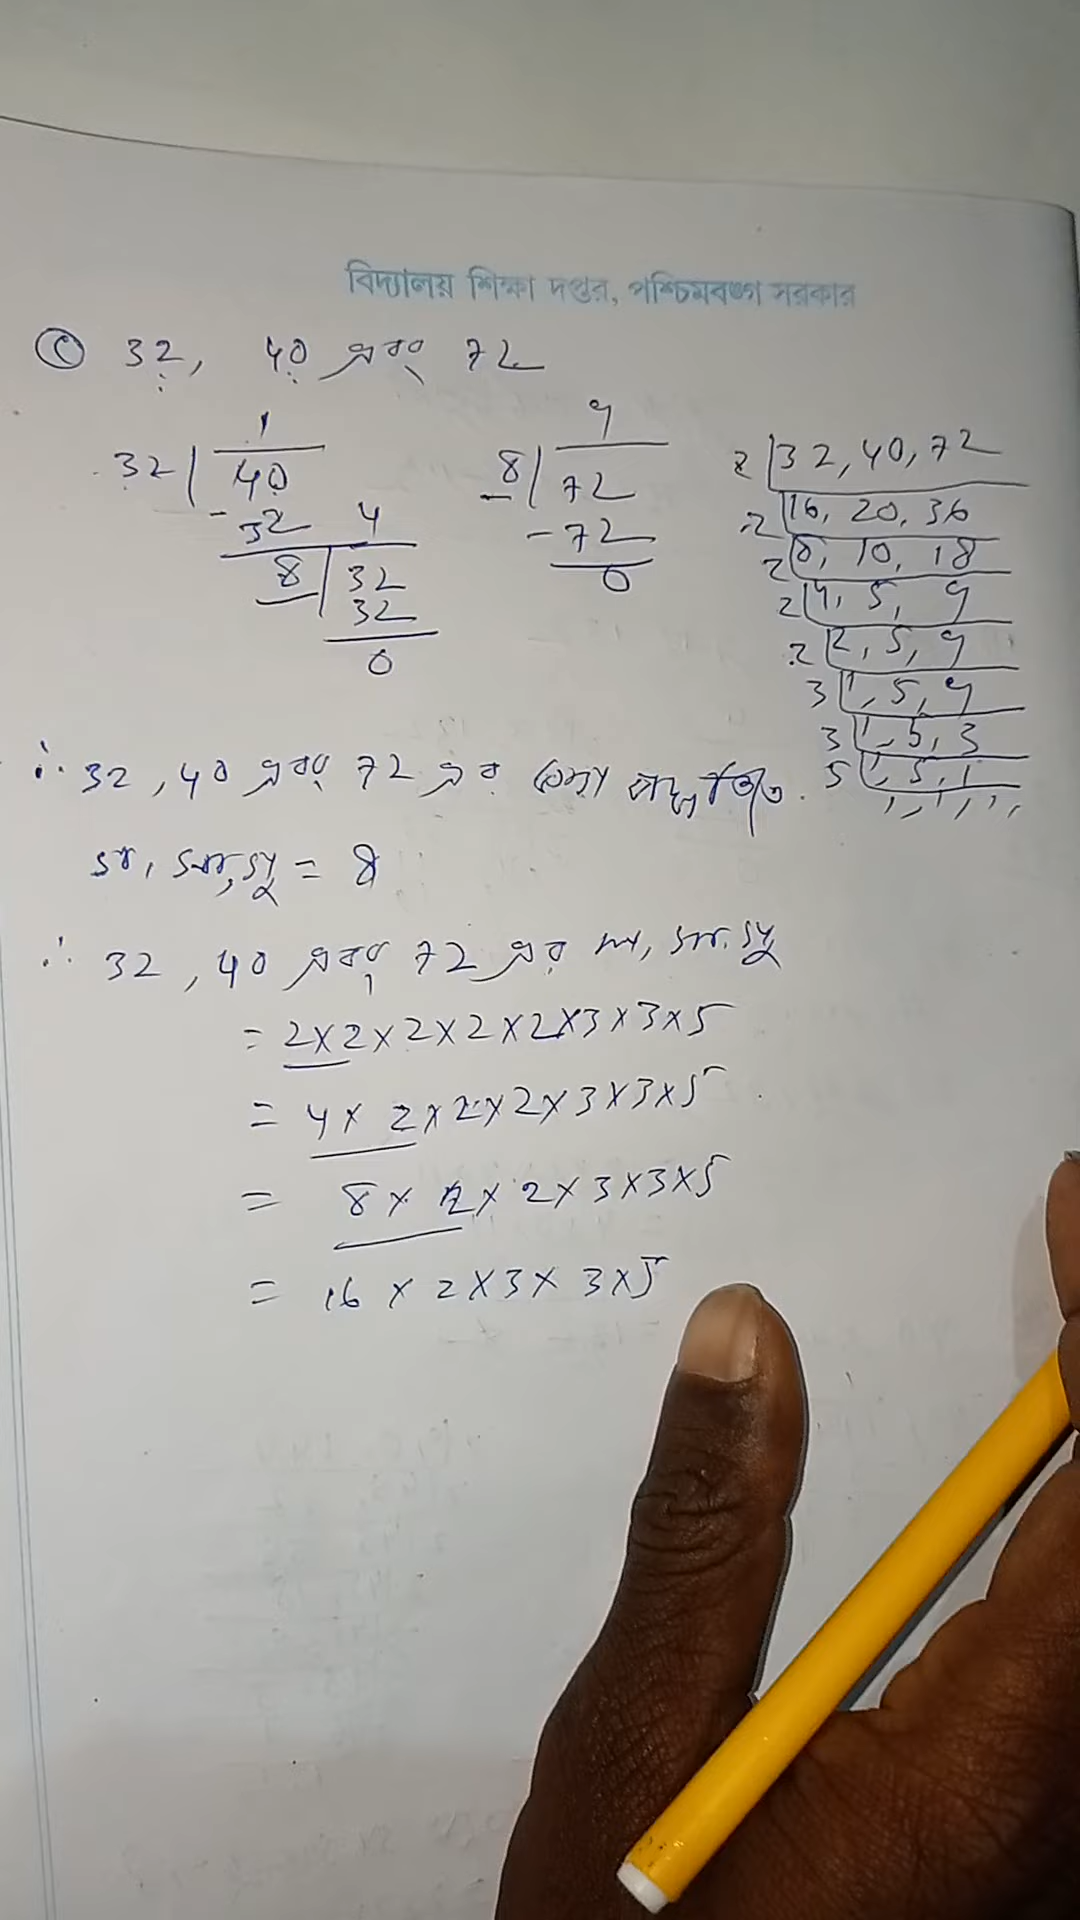 বিদ্যালয় শিক্ষা দপ্তর, পশ্চিমবঙ্গ সরকার
C 32, 40 এবং 72
1
32 40
- 32 4
8 32
32
0
9
8 72
- 72
0
2 32, 40, 72
2 16, 20, 36
2 8, 10, 18
2 4, 5, 9
2 2, 5, 9
3 1, 5, 9
3 1, 5, 3
5 1, 5, 1
1, 1, 1
∴ 32, 40 এবং 72 এর
= 8
∴ 32, 40 এবং 72 এর ল, সা. গু
= 2×2×2×2×2×3×3×5
= 4×2×2×2×3×3×5
= 8×2×2×3×3×5
= 16×2×3×3×5